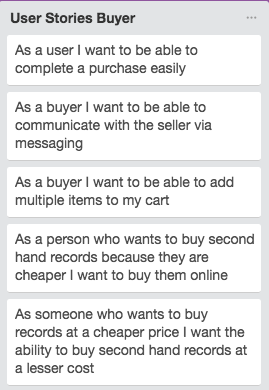 User Stories Buyer
As a user I want to be able to
complete a purchase easily
As a buyer I want to be able to
communicate with the seller via
messaging
As a buyer I want to be able to add
multiple items to my cart
As a person who wants to buy second
hand records because they are
cheaper I want to buy them online
As someone who wants to buy
records at a cheaper price I want the
ability to buy second hand records at
a lesser cost